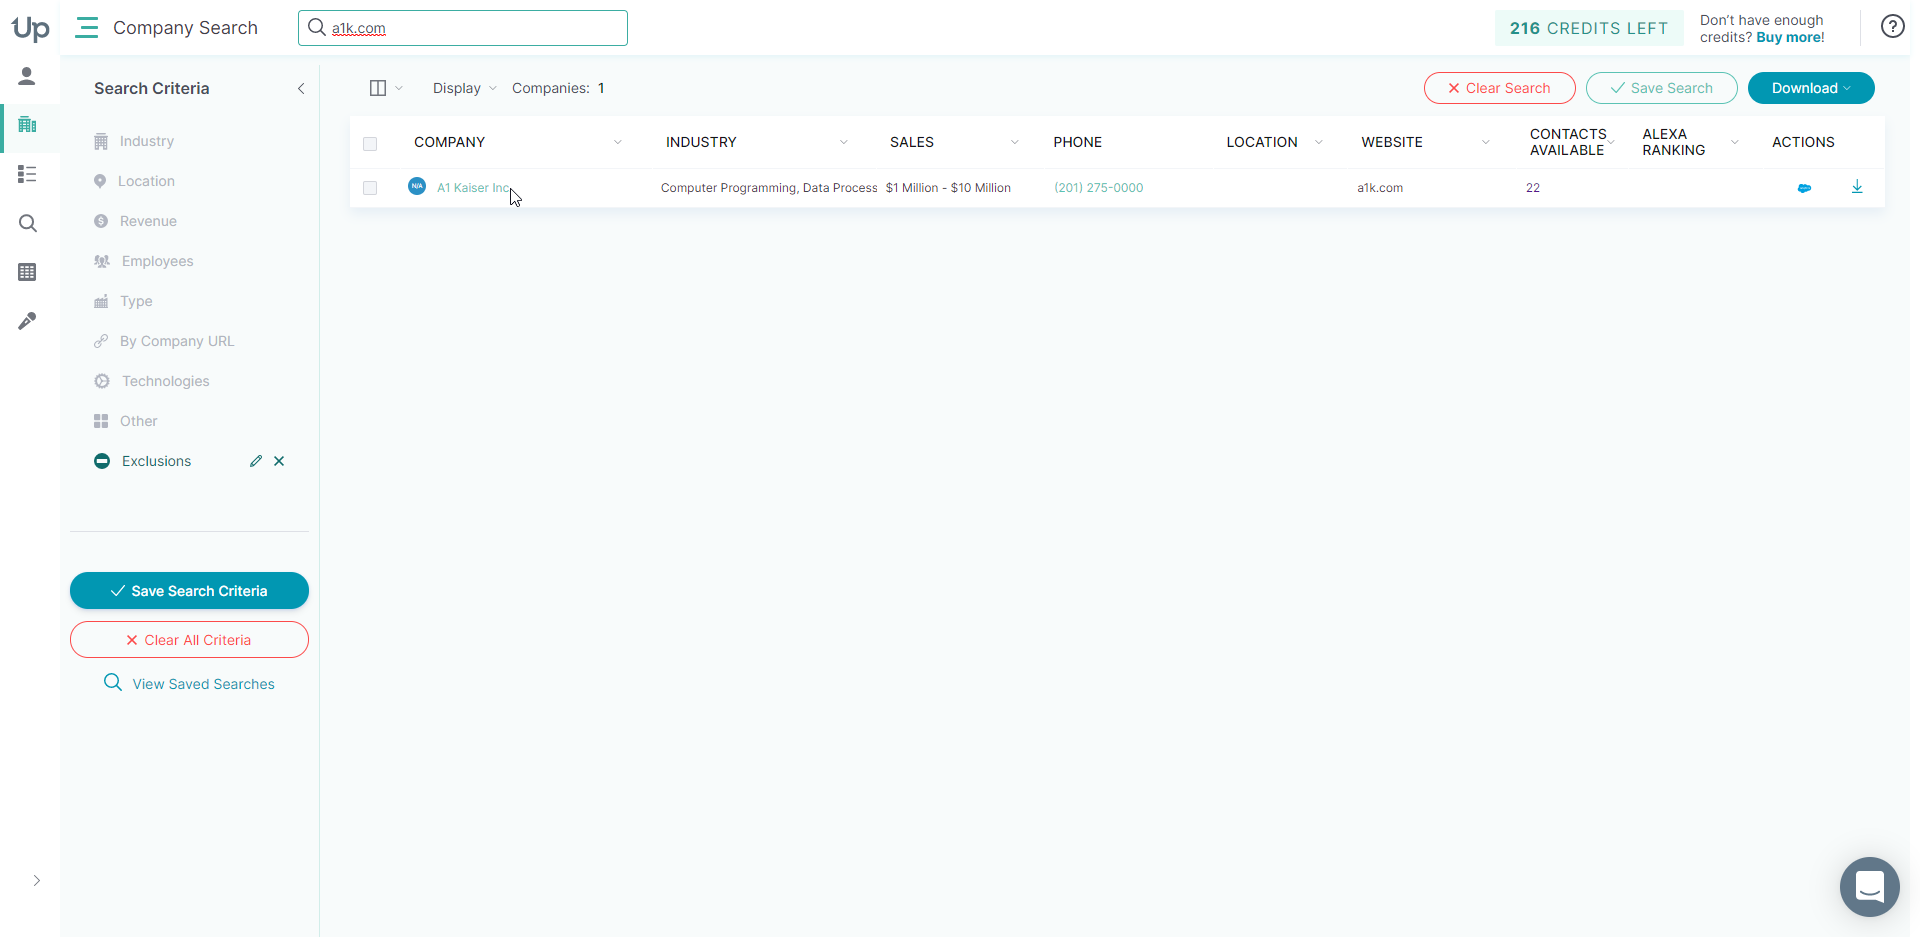 Up
Company Search
a1k.com
216 CREDITS LEFT
Don't have enough
credits? Buy more!
Search Criteria
Industry
Location
Revenue
Employees
Type
By Company URL
Technologies
Other
Exclusions
Save Search Criteria
Clear All Criteria
View Saved Searches
Display
Companies: 1
Clear Search
Save Search
Download
COMPANY INDUSTRY SALES PHONE LOCATION WEBSITE CONTACTS AVAILABLE ALEXA RANKING ACTIONS
N/A A1 Kaiser Inc Computer Programming, Data Process $1 Million - $10 Million (201) 275-0000 a1k.com 22